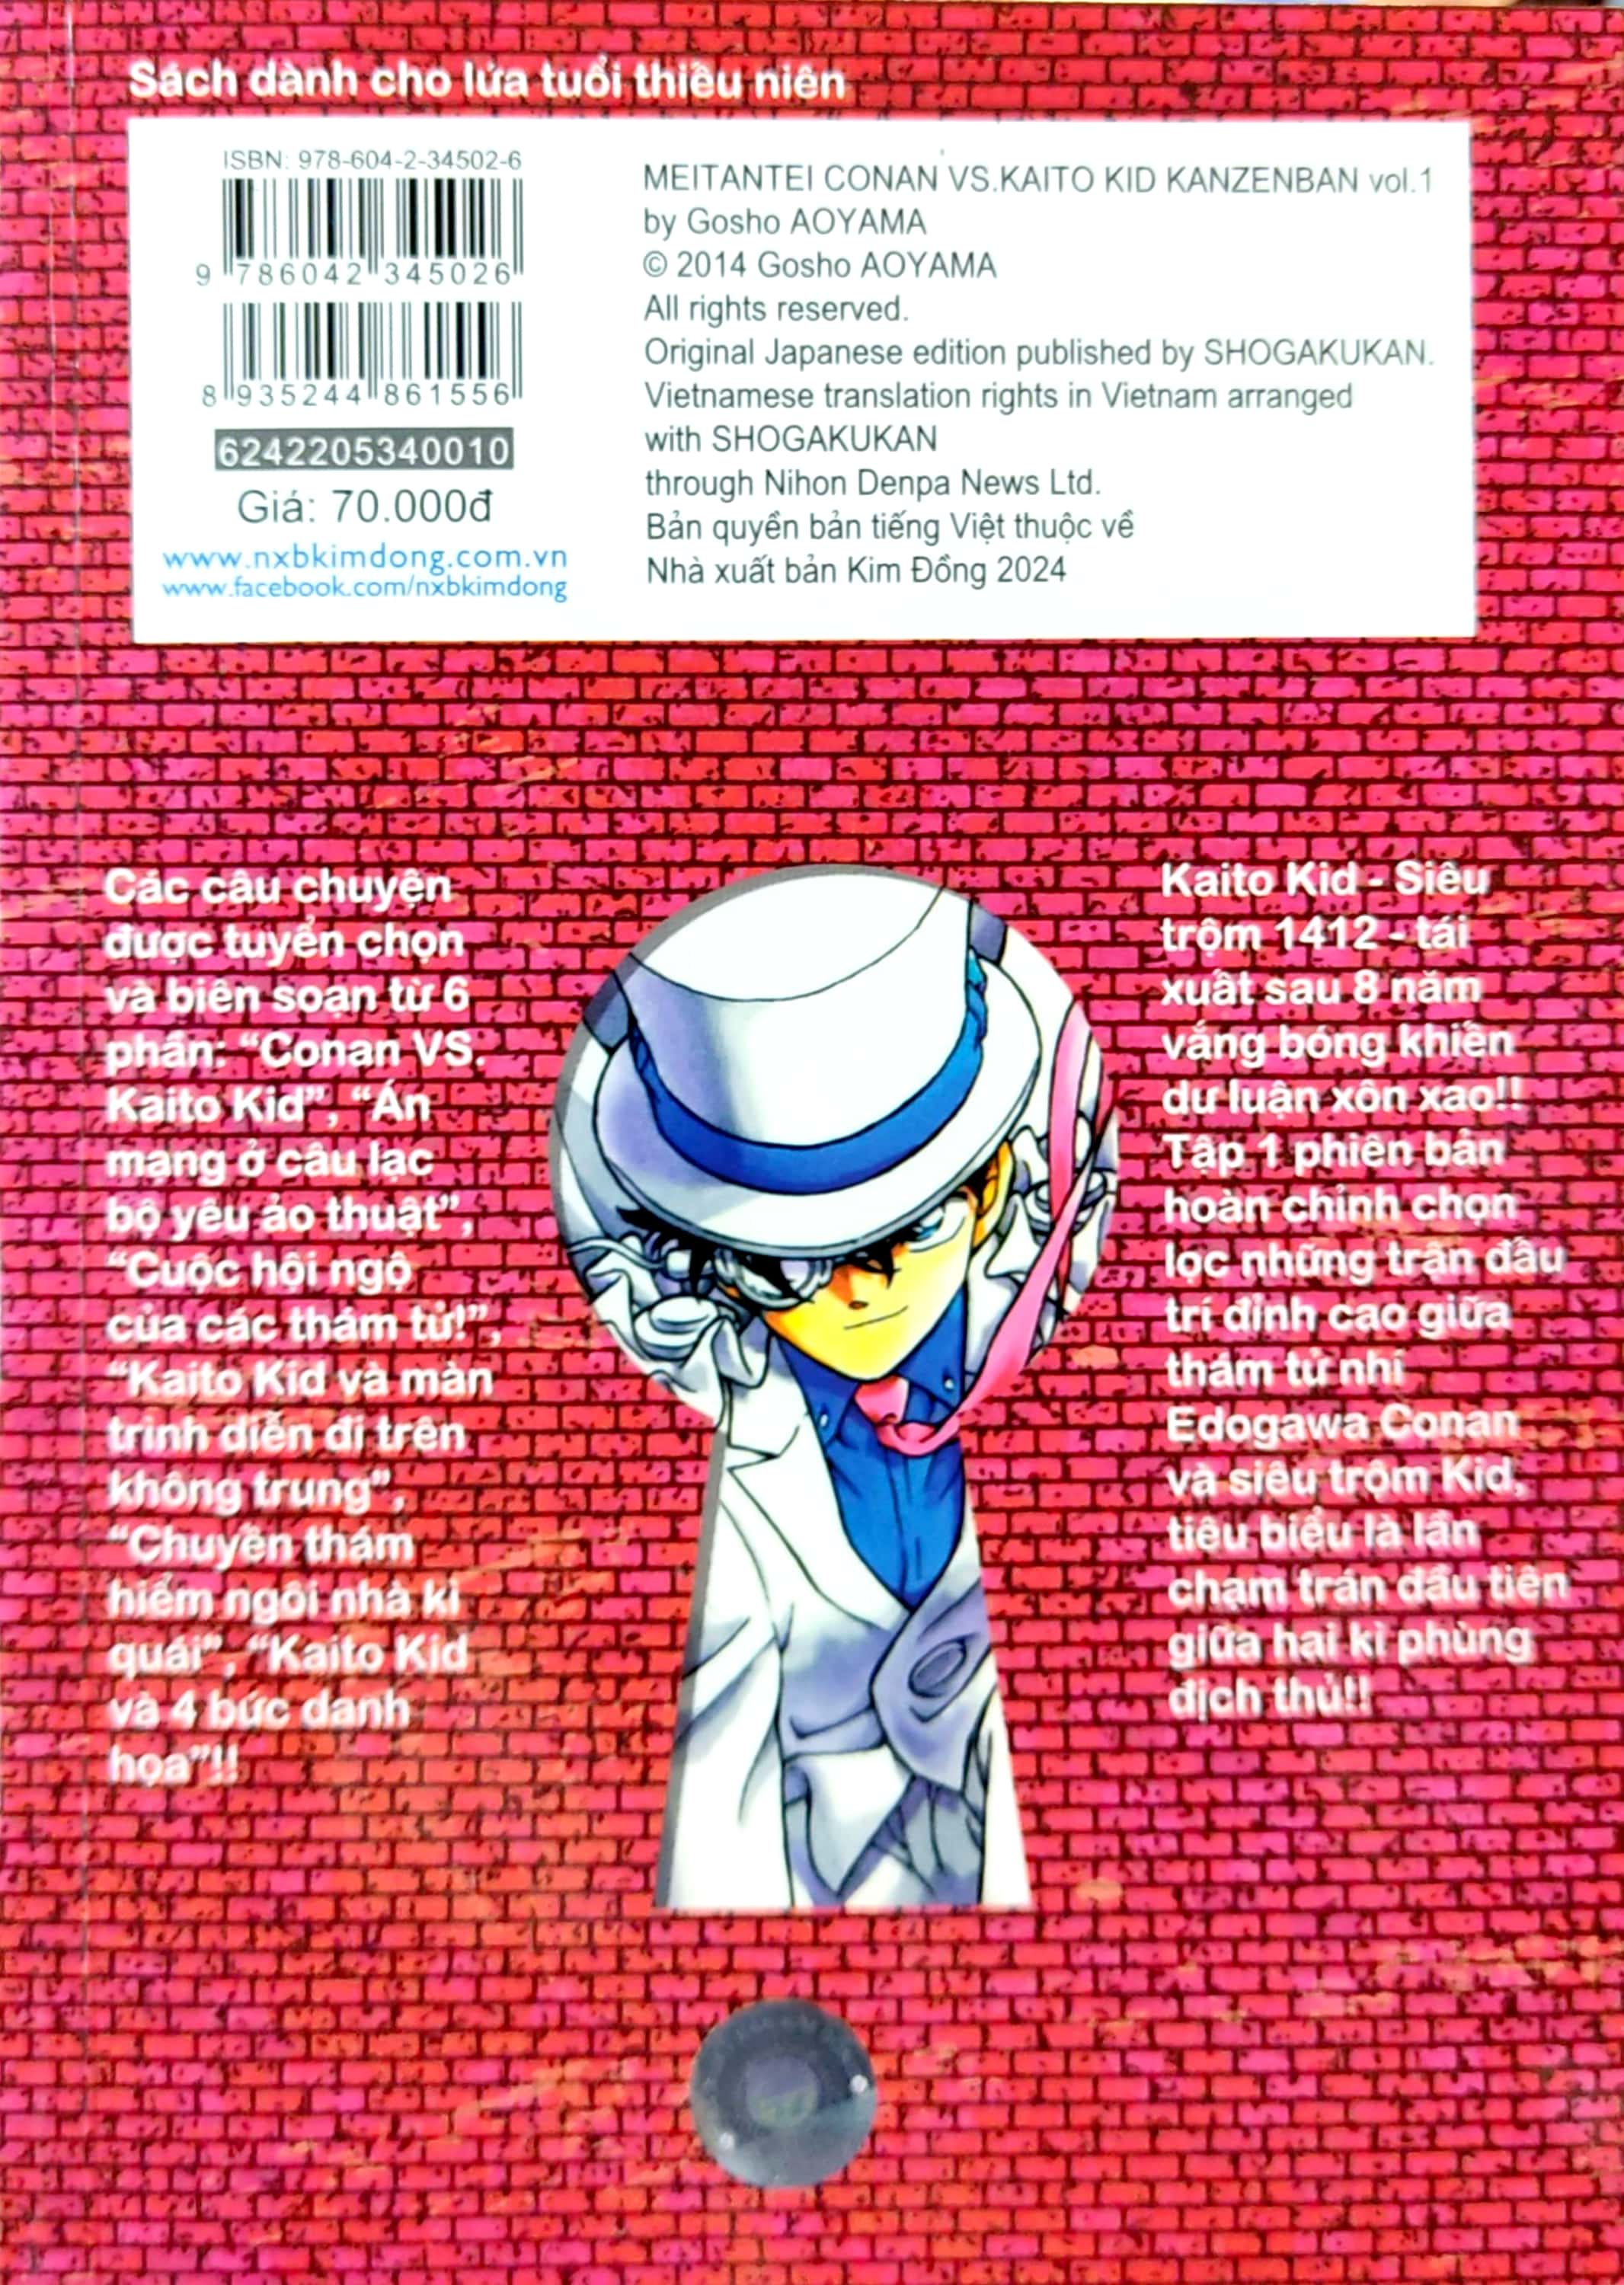 Sách dành cho lứa tuổi thiếu niên
ISBN: 978-604-2-34502-6
9 786042 345026
8 935244 861556
6242205340010
Giá: 70.000đ
www.nxbkimdong.com.vn
www.facebook.com/nxbkimdong
MEITANTEI CONAN VS.KAITO KID KANZENBAN vol.1
by Gosho AOYAMA
© 2014 Gosho AOYAMA
All rights reserved.
Original Japanese edition published by SHOGAKUKAN.
Vietnamese translation rights in Vietnam arranged
with SHOGAKUKAN
through Nihon Denpa News Ltd.
Bản quyền bản tiếng Việt thuộc về
Nhà xuất bản Kim Đồng 2024
Các câu chuyện
được tuyển chọn
và biên soạn từ 6
phần: “Conan VS.
Kaito Kid”, “Án
mạng ở câu lạc
bộ yêu ảo thuật”,
“Cuộc hội ngộ
của các thám tử!”,
“Kaito Kid và màn
trình diễn đi trên
không trung”,
“Chuyến thám
hiểm ngôi nhà kì
quái”, “Kaito Kid
và 4 bức danh
họa”!!
Kaito Kid - Siêu
trộm 1412 - tái
xuất sau 8 năm
vắng bóng khiến
dư luận xôn xao!!
Tập 1 phiên bản
hoàn chỉnh chọn
lọc những trận đấu
trí đỉnh cao giữa
thám tử nhí
Edogawa Conan
và siêu trộm Kid,
tiêu biểu là lần
chạm trán đầu tiên
giữa hai kì phùng
địch thủ!!